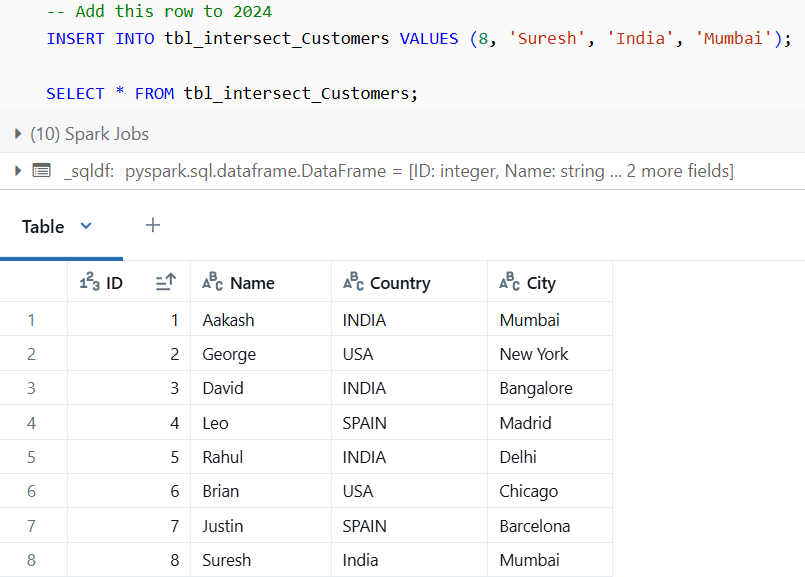 -- Add this row to 2024
INSERT INTO tbl_intersect_Customers VALUES (8, 'Suresh', 'India', 'Mumbai');
SELECT * FROM tbl_intersect_Customers;
(10) Spark Jobs
_sqldf: pyspark.sql.dataframe.DataFrame = [ID: integer, Name: string ... 2 more fields]
Table +
ID Name Country City
1 1 Aakash INDIA Mumbai
2 2 George USA New York
3 3 David INDIA Bangalore
4 4 Leo SPAIN Madrid
5 5 Rahul INDIA Delhi
6 6 Brian USA Chicago
7 7 Justin SPAIN Barcelona
8 8 Suresh India Mumbai